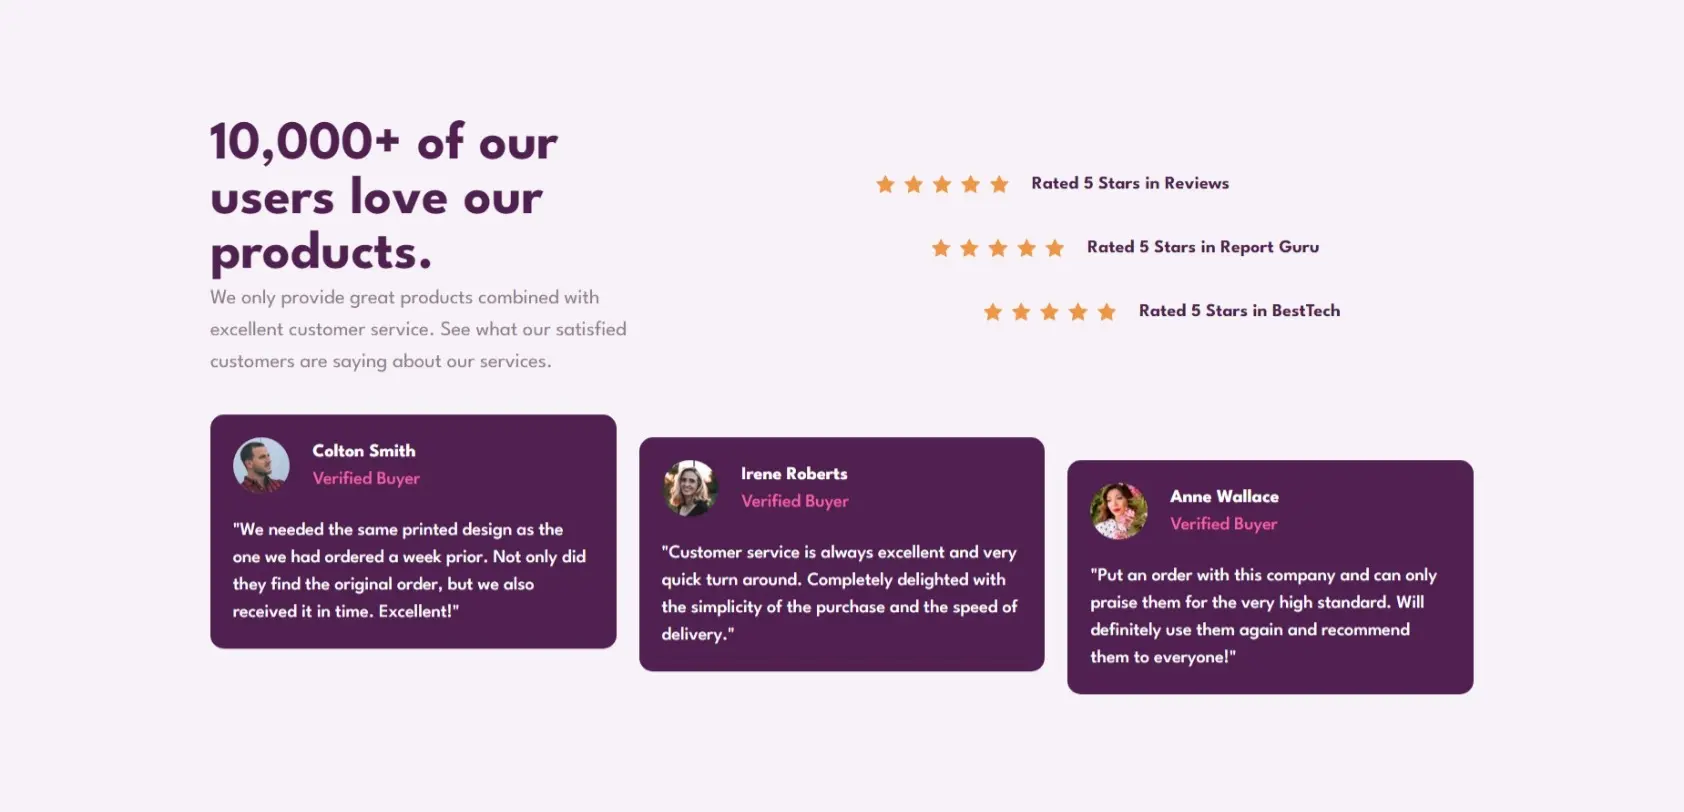 10,000+ of our
users love our
products.
We only provide great products combined with
excellent customer service. See what our satisfied
customers are saying about our services.
Rated 5 Stars in Reviews
Rated 5 Stars in Report Guru
Rated 5 Stars in BestTech
Colton Smith
Verified Buyer
"We needed the same printed design as the
one we had ordered a week prior. Not only did
they find the original order, but we also
received it in time. Excellent!"
Irene Roberts
Verified Buyer
"Customer service is always excellent and very
quick turn around. Completely delighted with
the simplicity of the purchase and the speed of
delivery."
Anne Wallace
Verified Buyer
"Put an order with this company and can only
praise them for the very high standard. Will
definitely use them again and recommend
them to everyone!"